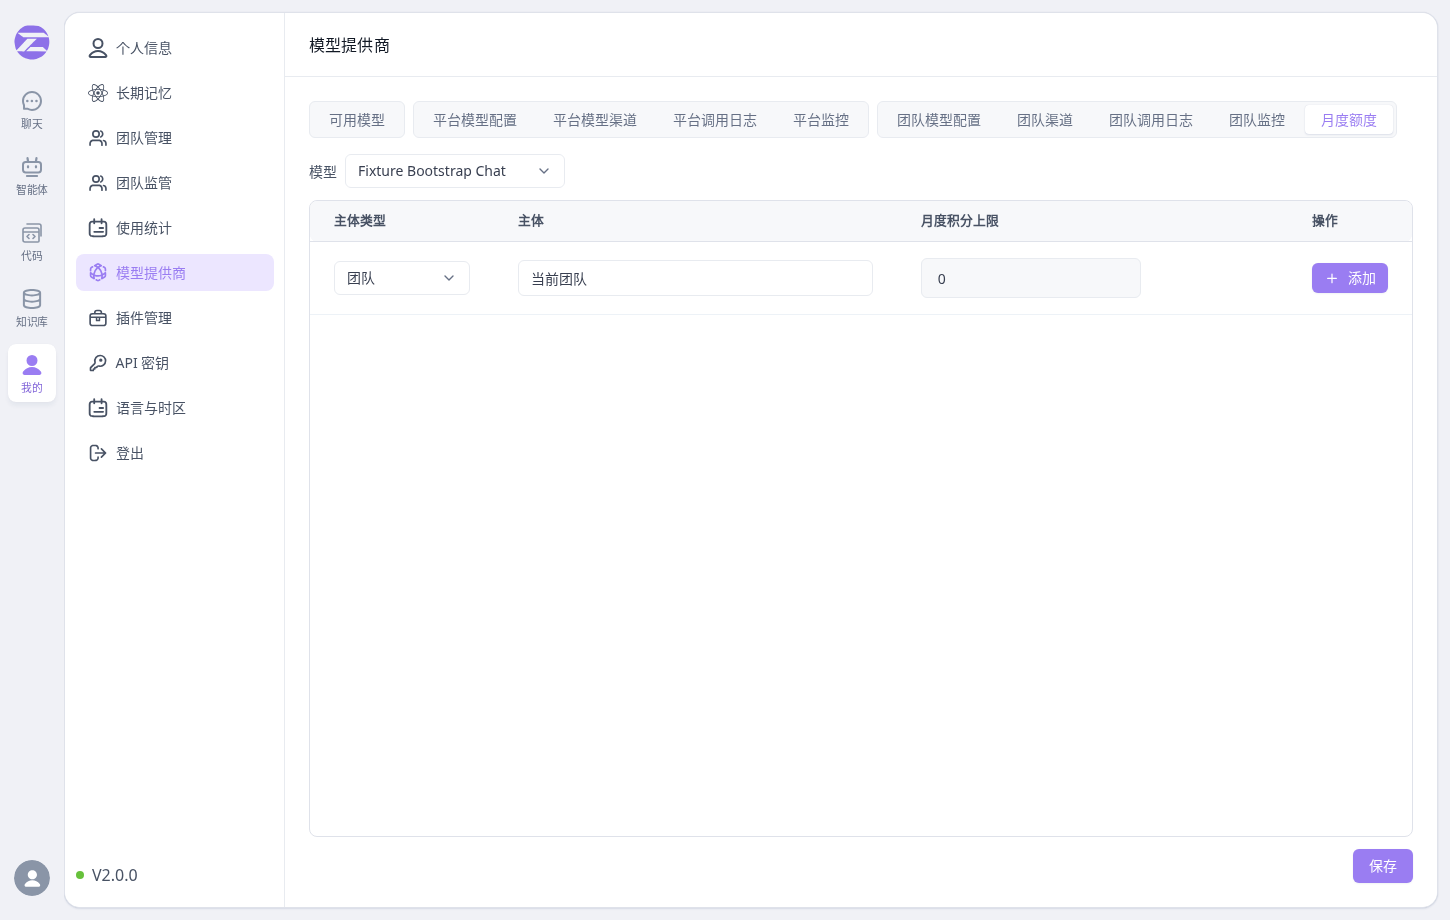 聊天
智能体
代码
知识库
我的
个人信息
长期记忆
团队管理
团队监管
使用统计
模型提供商
插件管理
API 密钥
语言与时区
登出
V2.0.0
模型提供商
可用模型 平台模型配置 平台模型渠道 平台调用日志 平台监控 团队模型配置 团队渠道 团队调用日志 团队监控 月度额度
模型 Fixture Bootstrap Chat
主体类型 主体 月度积分上限 操作
团队 当前团队 0 添加
保存